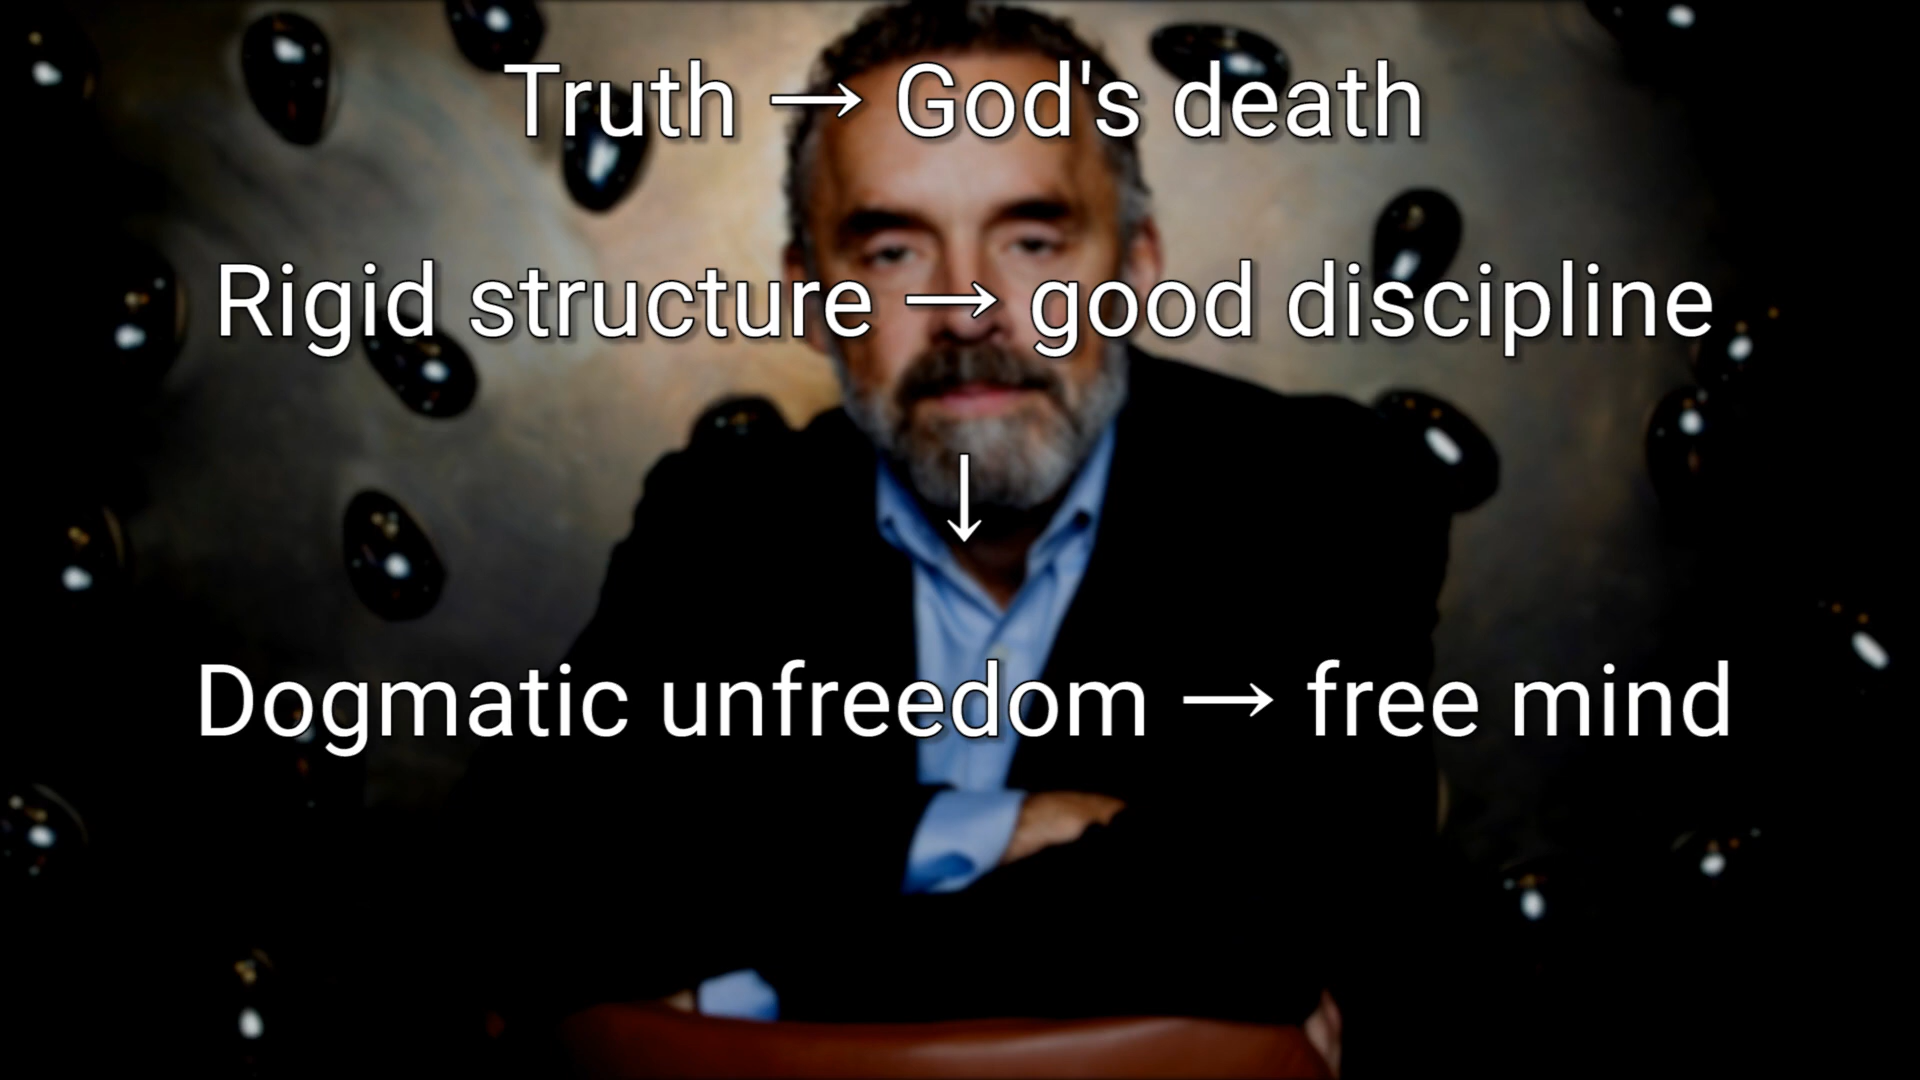 Truth → God's death
Rigid structure → good discipline
↓
Dogmatic unfreedom → free mind